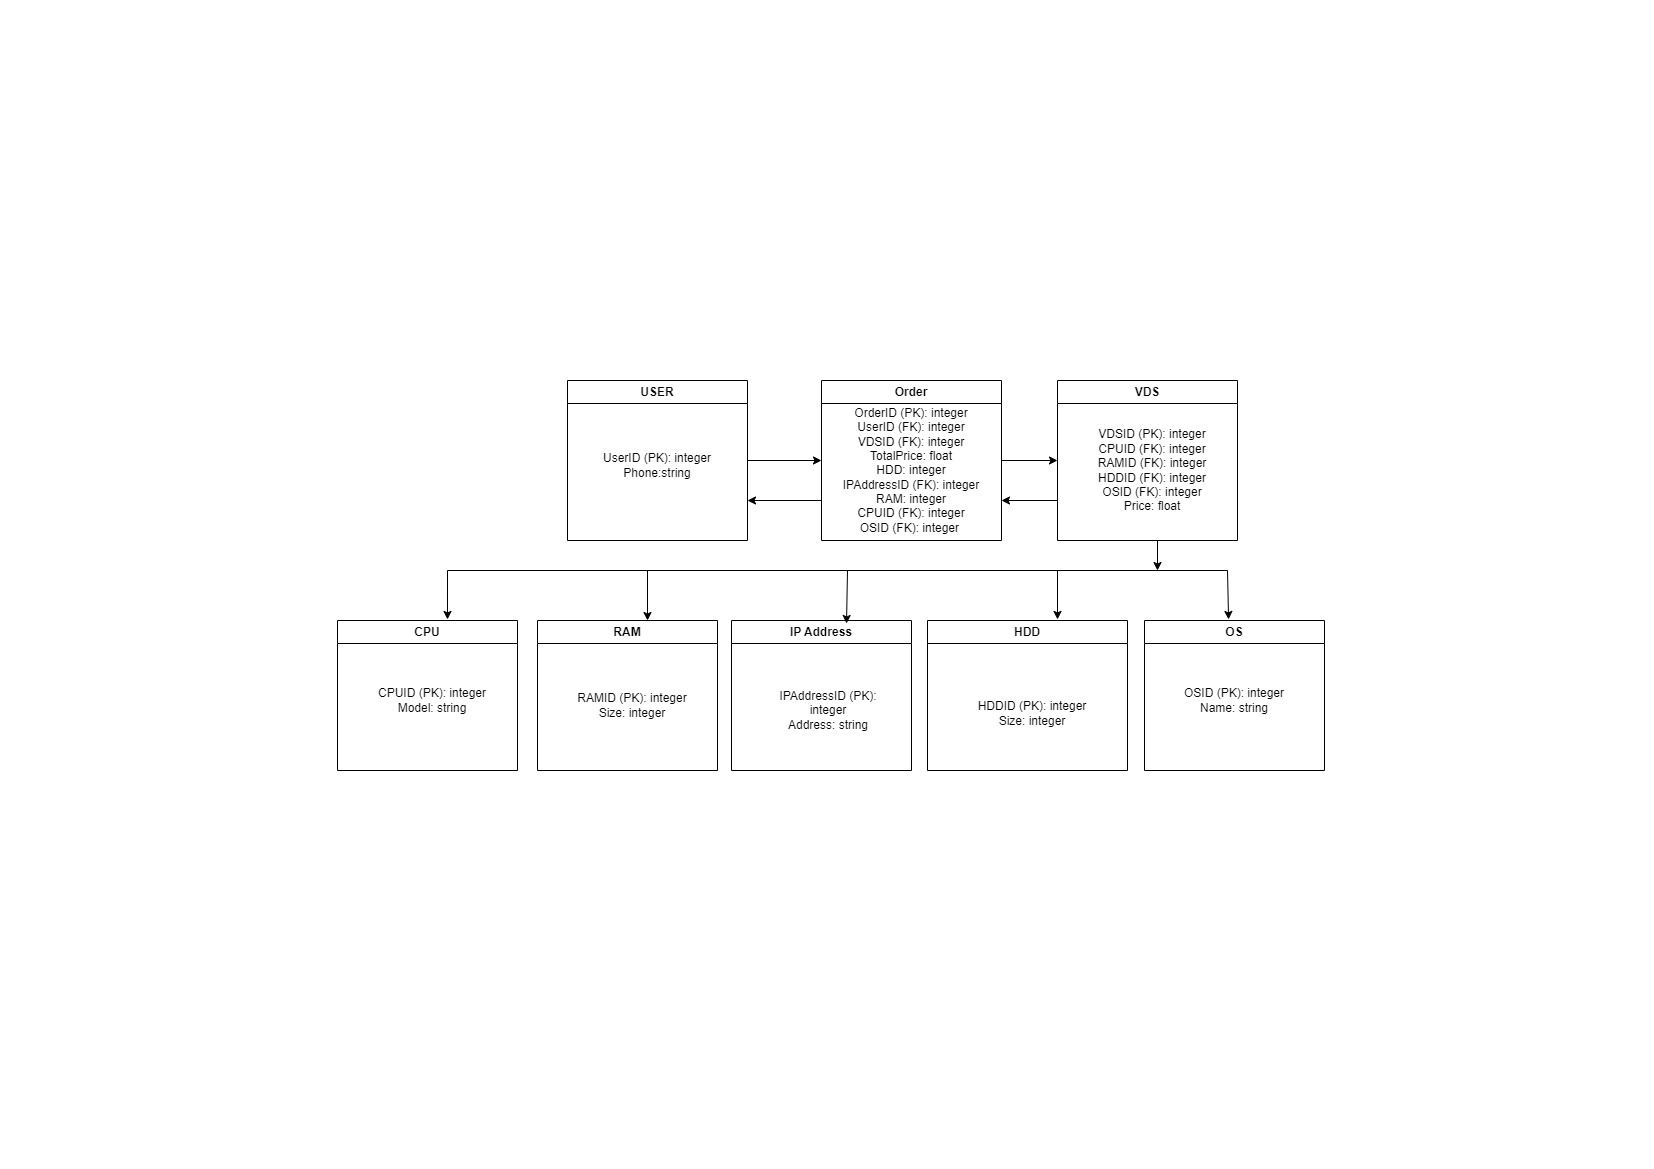 USER
UserID (PK): integer
Phone:string
Order
OrderID (PK): integer
UserID (FK): integer
VDSID (FK): integer
TotalPrice: float
HDD: integer
IPAddressID (FK): integer
RAM: integer
CPUID (FK): integer
OSID (FK): integer
VDS
VDSID (PK): integer
CPUID (FK): integer
RAMID (FK): integer
HDDID (FK): integer
OSID (FK): integer
Price: float
CPU
CPUID (PK): integer
Model: string
RAM
RAMID (PK): integer
Size: integer
IP Address
IPAddressID (PK):
integer
Address: string
HDD
HDDID (PK): integer
Size: integer
OS
OSID (PK): integer
Name: string